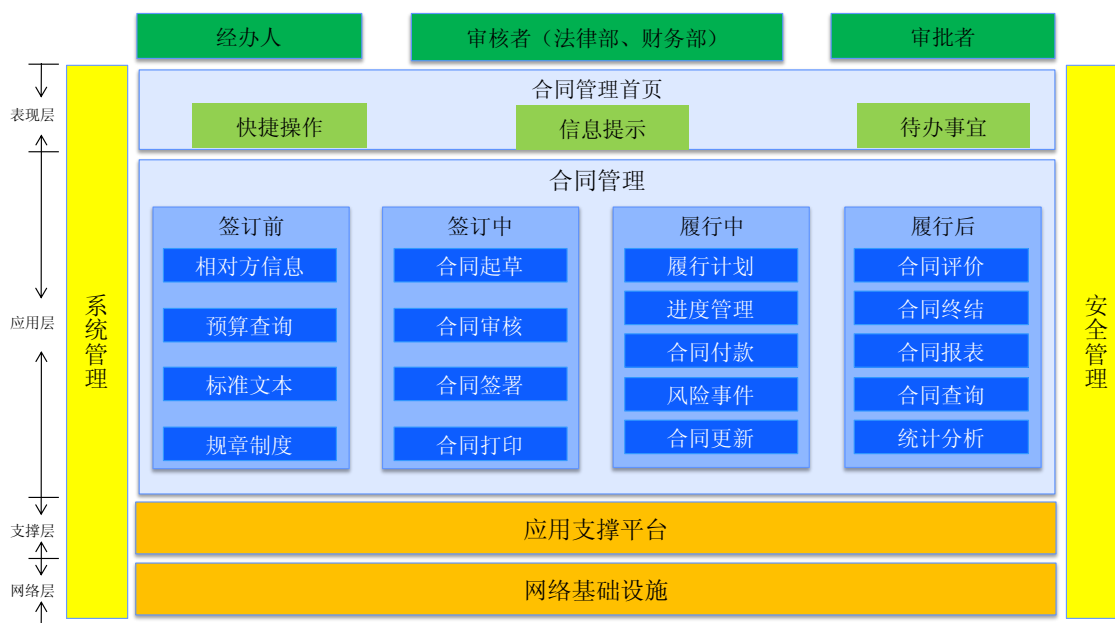 经办人
审核者（法律部、财务部）
审批者
表现层
应用层
支撑层
网络层
系统管理
合同管理首页
快捷操作
信息提示
待办事宜
合同管理
签订前
相对方信息
预算查询
标准文本
规章制度
签订中
合同起草
合同审核
合同签署
合同打印
履行中
履行计划
进度管理
合同付款
风险事件
合同更新
履行后
合同评价
合同终结
合同报表
合同查询
统计分析
应用支撑平台
网络基础设施
安全管理